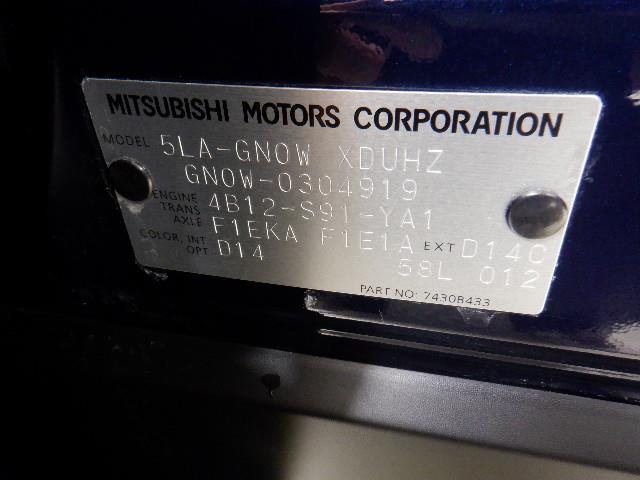 MITSUBISHI MOTORS CORPORATION
MODEL 5LA-GN0W XDUHZ
GN0W-0304919
ENGINE 4B12-S91-YA1
TRANS AXLE F1EKA F1E1A EXT D14C
COLOR, INT OPT D14 58L 012
PART NO: 7430B433